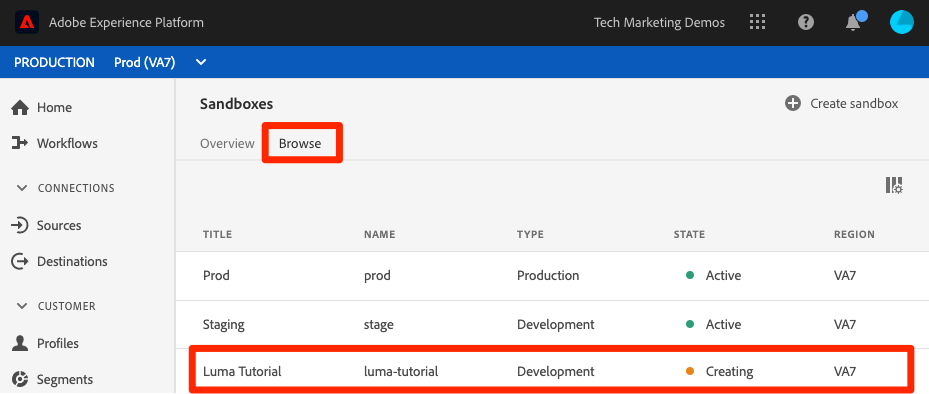 Adobe Experience Platform
Tech Marketing Demos
PRODUCTION Prod (VA7)
Home
Workflows
CONNECTIONS
Sources
Destinations
CUSTOMER
Profiles
Segments
Sandboxes
Create sandbox
Overview Browse
TITLE NAME TYPE STATE REGION
Prod prod Production Active VA7
Staging stage Development Active VA7
Luma Tutorial luma-tutorial Development Creating VA7